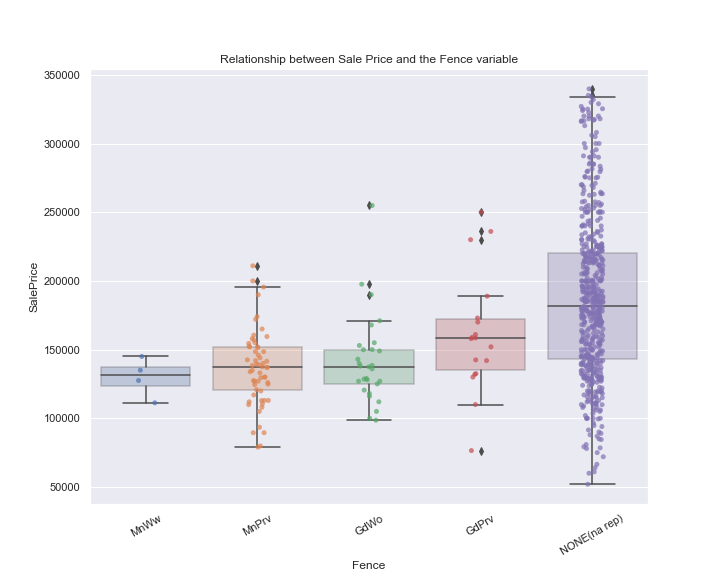 Relationship between Sale Price and the Fence variable
350000
300000
250000
200000
150000
100000
50000
SalePrice
MnWw
MnPrv
GdWo
GdPrv
NONE(na rep)
Fence